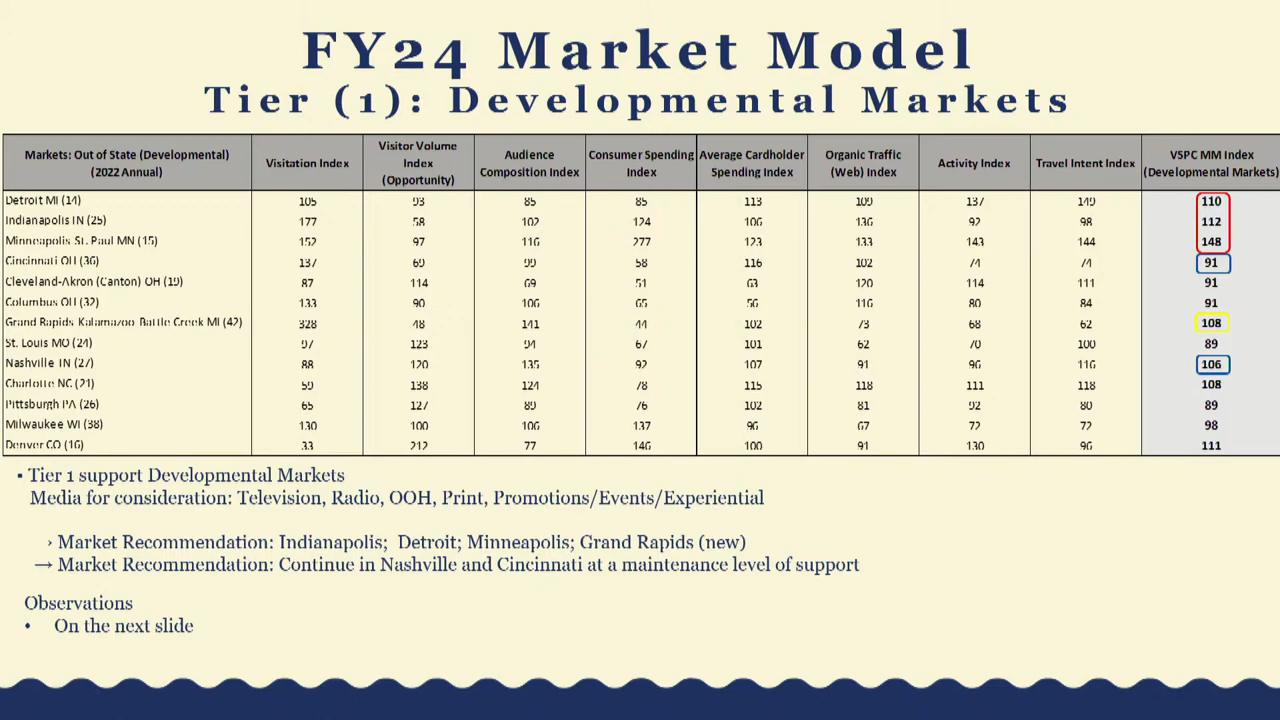 FY24 Market Model
Tier (1): Developmental Markets
Markets: Out of State (Developmental) (2022 Annual) Visitation Index Visitor Volume Index (Opportunity) Audience Composition Index Consumer Spending Index Average Cardholder Spending Index Organic Traffic (Web) Index Activity Index Travel Intent Index VSPC MM Index (Developmental Markets)
Detroit MI (14) 105 93 85 85 113 109 137 149 110
Indianapolis IN (25) 177 58 102 124 106 136 92 98 112
Minneapolis-St. Paul MN (15) 152 97 116 277 123 133 143 144 148
Cincinnati OH (36) 137 69 99 58 116 102 74 74 91
Cleveland-Akron (Canton) OH (19) 87 114 69 51 63 120 114 111 91
Columbus OH (32) 133 90 106 65 56 116 80 84 91
Grand Rapids-Kalamazoo-Battle Creek MI (42) 328 48 141 44 102 73 68 62 108
St. Louis MO (24) 97 123 94 67 101 62 70 100 89
Nashville TN (27) 88 120 135 92 107 91 96 116 106
Charlotte NC (21) 59 138 124 78 115 118 111 118 108
Pittsburgh PA (26) 65 127 89 76 102 81 92 80 89
Milwaukee WI (38) 130 100 106 137 96 67 72 72 98
Denver CO (16) 33 212 77 146 100 91 130 96 111
▪ Tier 1 support Developmental Markets
Media for consideration: Television, Radio, OOH, Print, Promotions/Events/Experiential
→ Market Recommendation: Indianapolis; Detroit; Minneapolis; Grand Rapids (new)
→ Market Recommendation: Continue in Nashville and Cincinnati at a maintenance level of support
Observations
• On the next slide